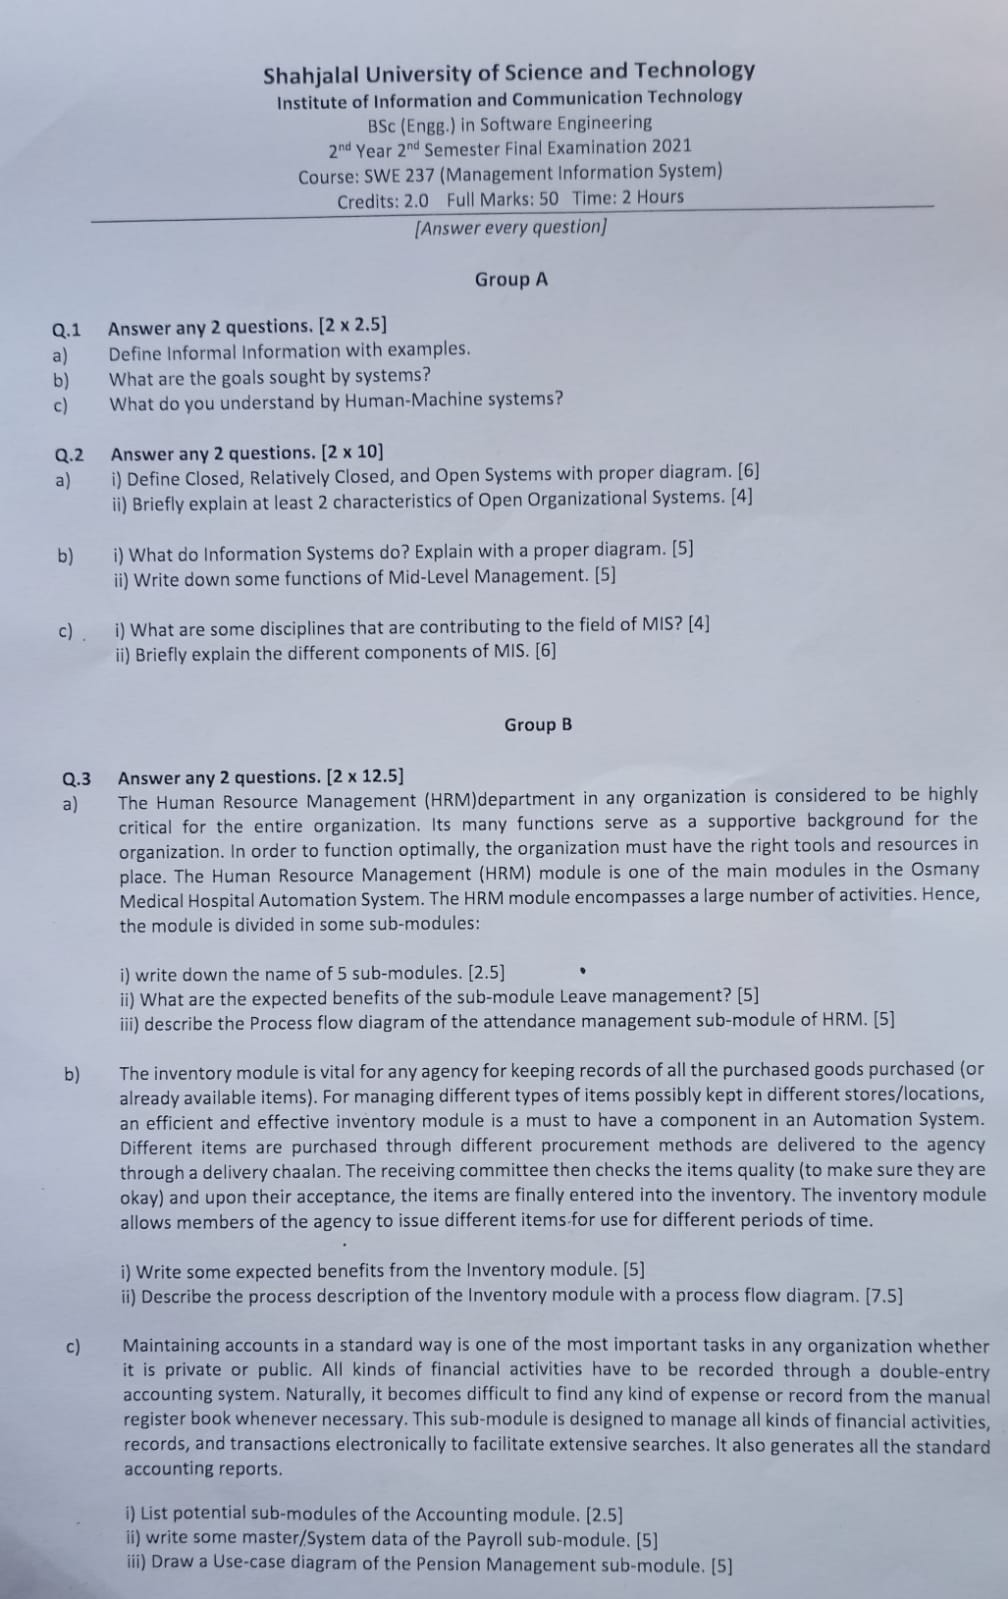 Shahjalal University of Science and Technology
Institute of Information and Communication Technology
BSc (Engg.) in Software Engineering
2nd Year 2nd Semester Final Examination 2021
Course: SWE 237 (Management Information System)
Credits: 2.0 Full Marks: 50 Time: 2 Hours
[Answer every question]
Group A
Q.1 Answer any 2 questions. [2 x 2.5]
a) Define Informal Information with examples.
b) What are the goals sought by systems?
c) What do you understand by Human-Machine systems?
Q.2 Answer any 2 questions. [2 x 10]
a) i) Define Closed, Relatively Closed, and Open Systems with proper diagram. [6]
ii) Briefly explain at least 2 characteristics of Open Organizational Systems. [4]
b) i) What do Information Systems do? Explain with a proper diagram. [5]
ii) Write down some functions of Mid-Level Management. [5]
c) i) What are some disciplines that are contributing to the field of MIS? [4]
ii) Briefly explain the different components of MIS. [6]
Group B
Q.3 Answer any 2 questions. [2 x 12.5]
a) The Human Resource Management (HRM)department in any organization is considered to be highly
critical for the entire organization. Its many functions serve as a supportive background for the
organization. In order to function optimally, the organization must have the right tools and resources in
place. The Human Resource Management (HRM) module is one of the main modules in the Osmany
Medical Hospital Automation System. The HRM module encompasses a large number of activities. Hence,
the module is divided in some sub-modules:
i) write down the name of 5 sub-modules. [2.5]
ii) What are the expected benefits of the sub-module Leave management? [5]
iii) describe the Process flow diagram of the attendance management sub-module of HRM. [5]
b) The inventory module is vital for any agency for keeping records of all the purchased goods purchased (or
already available items). For managing different types of items possibly kept in different stores/locations,
an efficient and effective inventory module is a must to have a component in an Automation System.
Different items are purchased through different procurement methods are delivered to the agency
through a delivery chaalan. The receiving committee then checks the items quality (to make sure they are
okay) and upon their acceptance, the items are finally entered into the inventory. The inventory module
allows members of the agency to issue different items for use for different periods of time.
i) Write some expected benefits from the Inventory module. [5]
ii) Describe the process description of the Inventory module with a process flow diagram. [7.5]
c) Maintaining accounts in a standard way is one of the most important tasks in any organization whether
it is private or public. All kinds of financial activities have to be recorded through a double-entry
accounting system. Naturally, it becomes difficult to find any kind of expense or record from the manual
register book whenever necessary. This sub-module is designed to manage all kinds of financial activities,
records, and transactions electronically to facilitate extensive searches. It also generates all the standard
accounting reports.
i) List potential sub-modules of the Accounting module. [2.5]
ii) write some master/System data of the Payroll sub-module. [5]
iii) Draw a Use-case diagram of the Pension Management sub-module. [5]